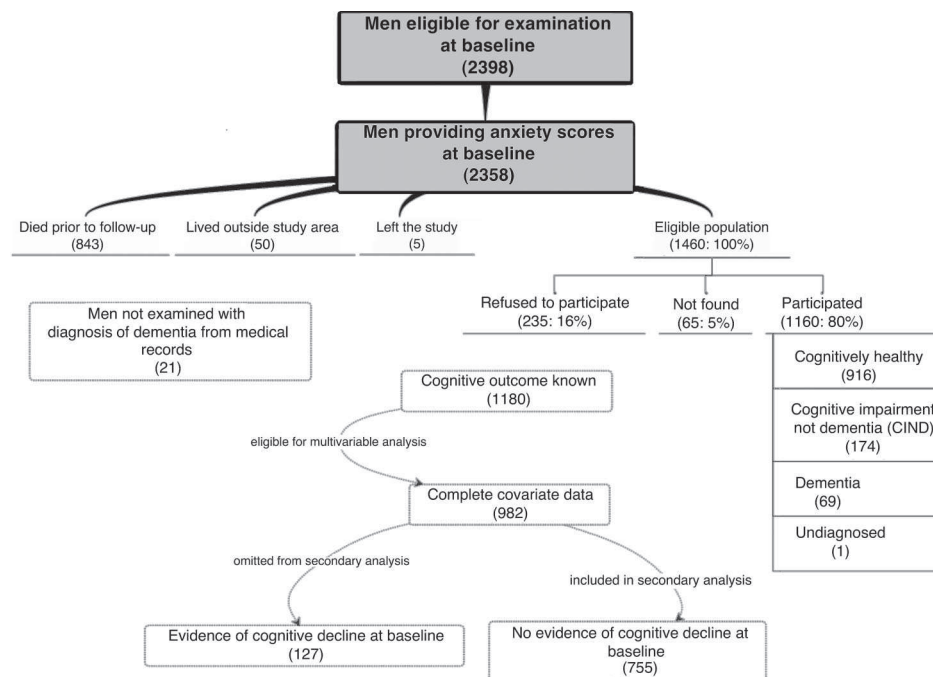 Men eligible for examination
at baseline
(2398)
Men providing anxiety scores
at baseline
(2358)
Died prior to follow-up
(843)
Lived outside study area
(50)
Left the study
(5)
Eligible population
(1460: 100%)
Men not examined with
diagnosis of dementia from medical
records
(21)
Refused to participate
(235: 16%)
Not found
(65: 5%)
Participated
(1160: 80%)
Cognitively healthy
(916)
Cognitive impairment
not dementia (CIND)
(174)
Dementia
(69)
Undiagnosed
(1)
Cognitive outcome known
(1180)
eligible for multivariable analysis
Complete covariate data
(982)
omitted from secondary analysis
included in secondary analysis
Evidence of cognitive decline at baseline
(127)
No evidence of cognitive decline at
baseline
(755)